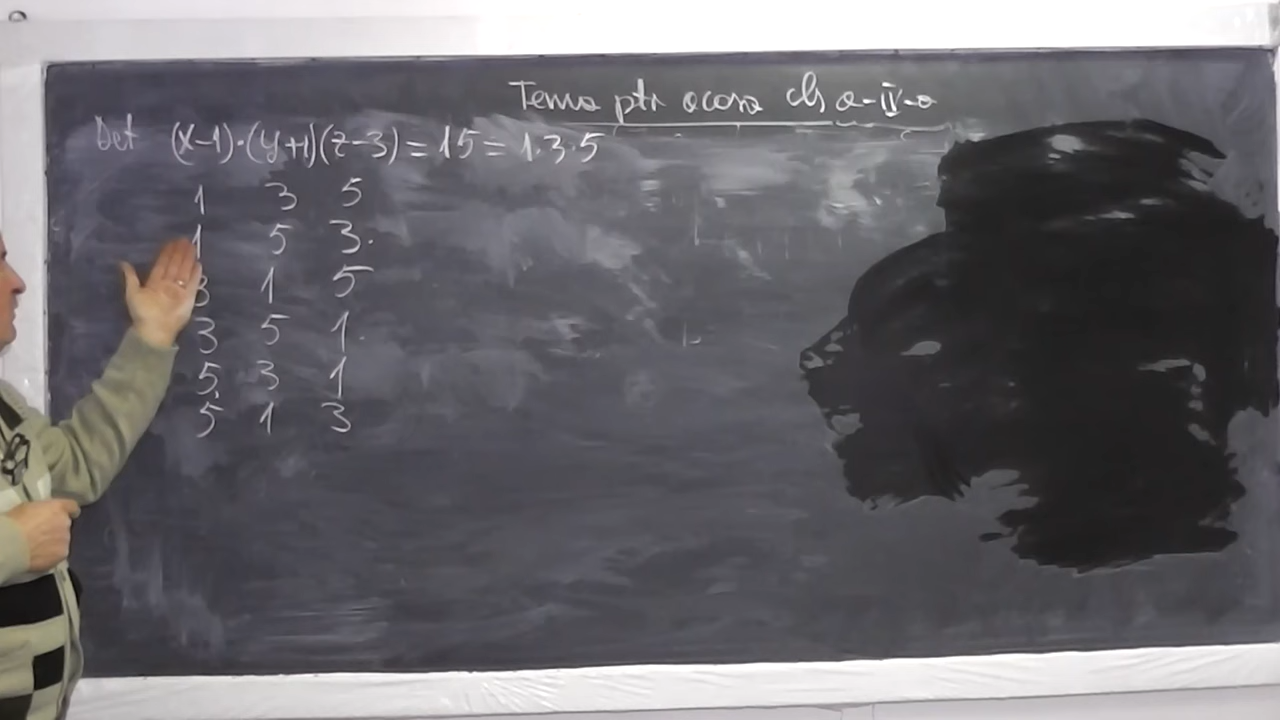 Tema ptr acasa cls a-IV-a
Det (x-1)·(y+1)(z-3)=15=1·3·5
1 3 5
1 5 3
3 1 5
3 5 1
5 3 1
5 1 3